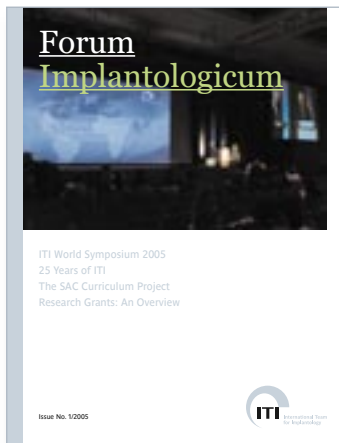 Forum
Implantologicum
ITI World Symposium 2005
25 Years of ITI
The SAC Curriculum Project
Research Grants: An Overview
Issue No. 1/2005
ITI
International Team
for Implantology